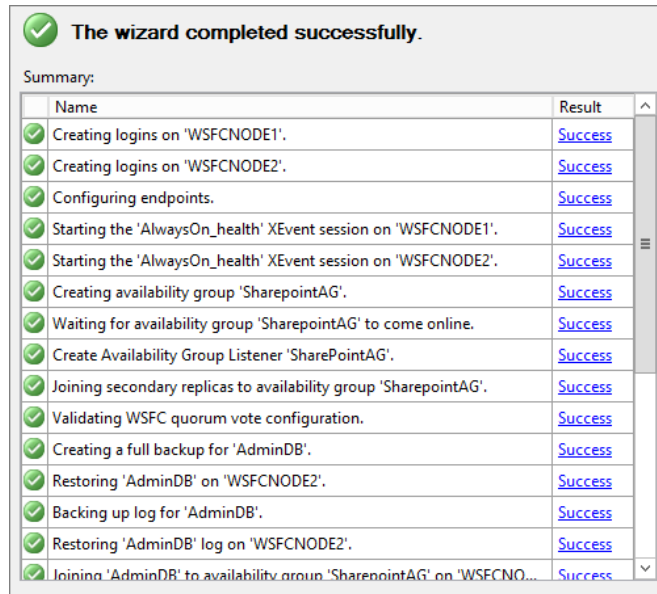 The wizard completed successfully.
Summary:
Name Result
Creating logins on 'WSFCNODE1'. Success
Creating logins on 'WSFCNODE2'. Success
Configuring endpoints. Success
Starting the 'AlwaysOn_health' XEvent session on 'WSFCNODE1'. Success
Starting the 'AlwaysOn_health' XEvent session on 'WSFCNODE2'. Success
Creating availability group 'SharepointAG'. Success
Waiting for availability group 'SharepointAG' to come online. Success
Create Availability Group Listener 'SharePointAG'. Success
Joining secondary replicas to availability group 'SharepointAG'. Success
Validating WSFC quorum vote configuration. Success
Creating a full backup for 'AdminDB'. Success
Restoring 'AdminDB' on 'WSFCNODE2'. Success
Backing up log for 'AdminDB'. Success
Restoring 'AdminDB' log on 'WSFCNODE2'. Success
Joining 'AdminDB' to availability group 'SharepointAG' on 'WSFCNO... Success